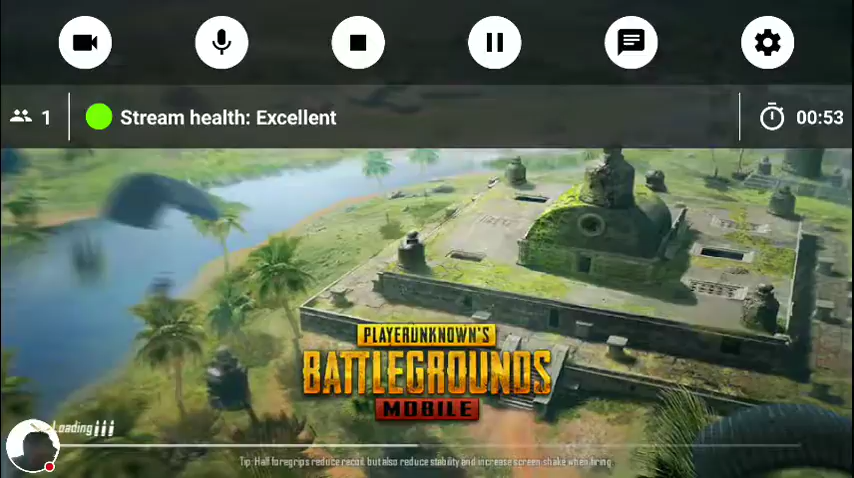 1
Stream health: Excellent
00:53
PLAYERUNKNOWN'S
BATTLEGROUNDS
MOBILE
Loading
Tip: Half foregrips reduce recoil, but also reduce stability and increase screen shake when firing